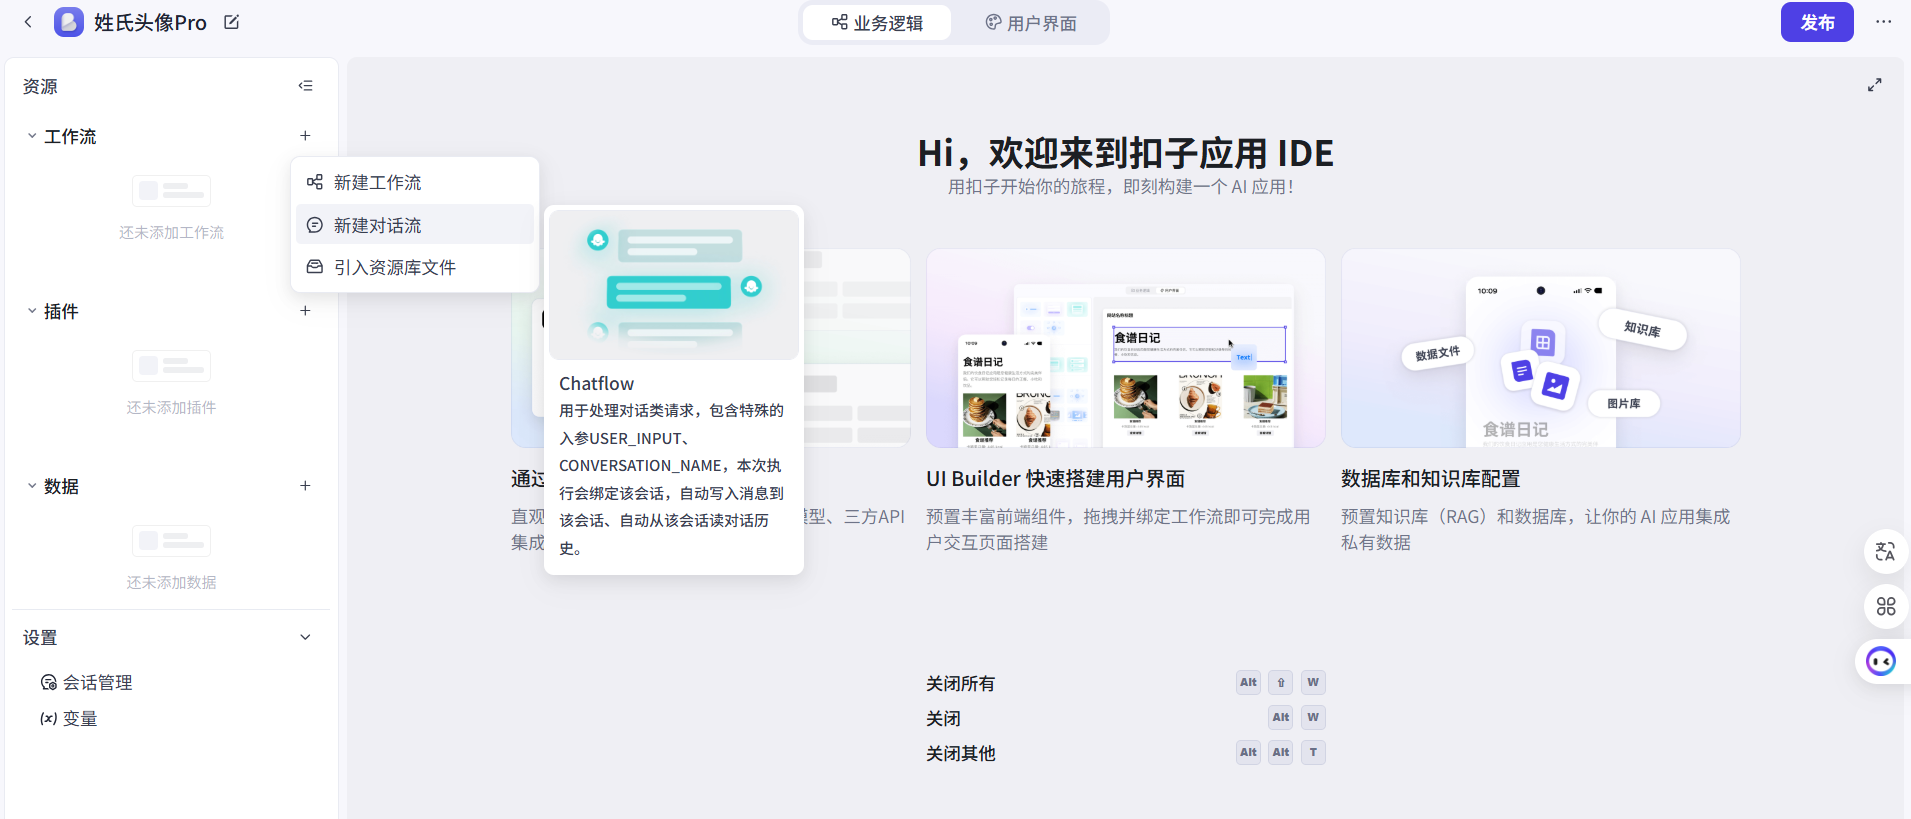 姓氏头像Pro
业务逻辑
用户界面
发布
资源
工作流
还未添加工作流
新建工作流
新建对话流
引入资源库文件
插件
还未添加插件
数据
还未添加数据
设置
会话管理
变量
Hi，欢迎来到扣子应用 IDE
用扣子开始你的旅程，即刻构建一个 AI 应用！
Chatflow
用于处理对话类请求，包含特殊的
入参USER_INPUT、
CONVERSATION_NAME，本次执
行会绑定该会话，自动写入消息到
该会话、自动从该会话读对话历
史。
通过
直观
型、三方API
集成
10:09
食谱日记
食谱日记
Text!
UI Builder 快速搭建用户界面
预置丰富前端组件，拖拽并绑定工作流即可完成用
户交互页面搭建
10:09
数据文件
知识库
图片库
食谱日记
数据库和知识库配置
预置知识库（RAG）和数据库，让你的 AI 应用集成
私有数据
关闭所有
Alt ⇧ W
关闭
Alt W
关闭其他
Alt Alt T